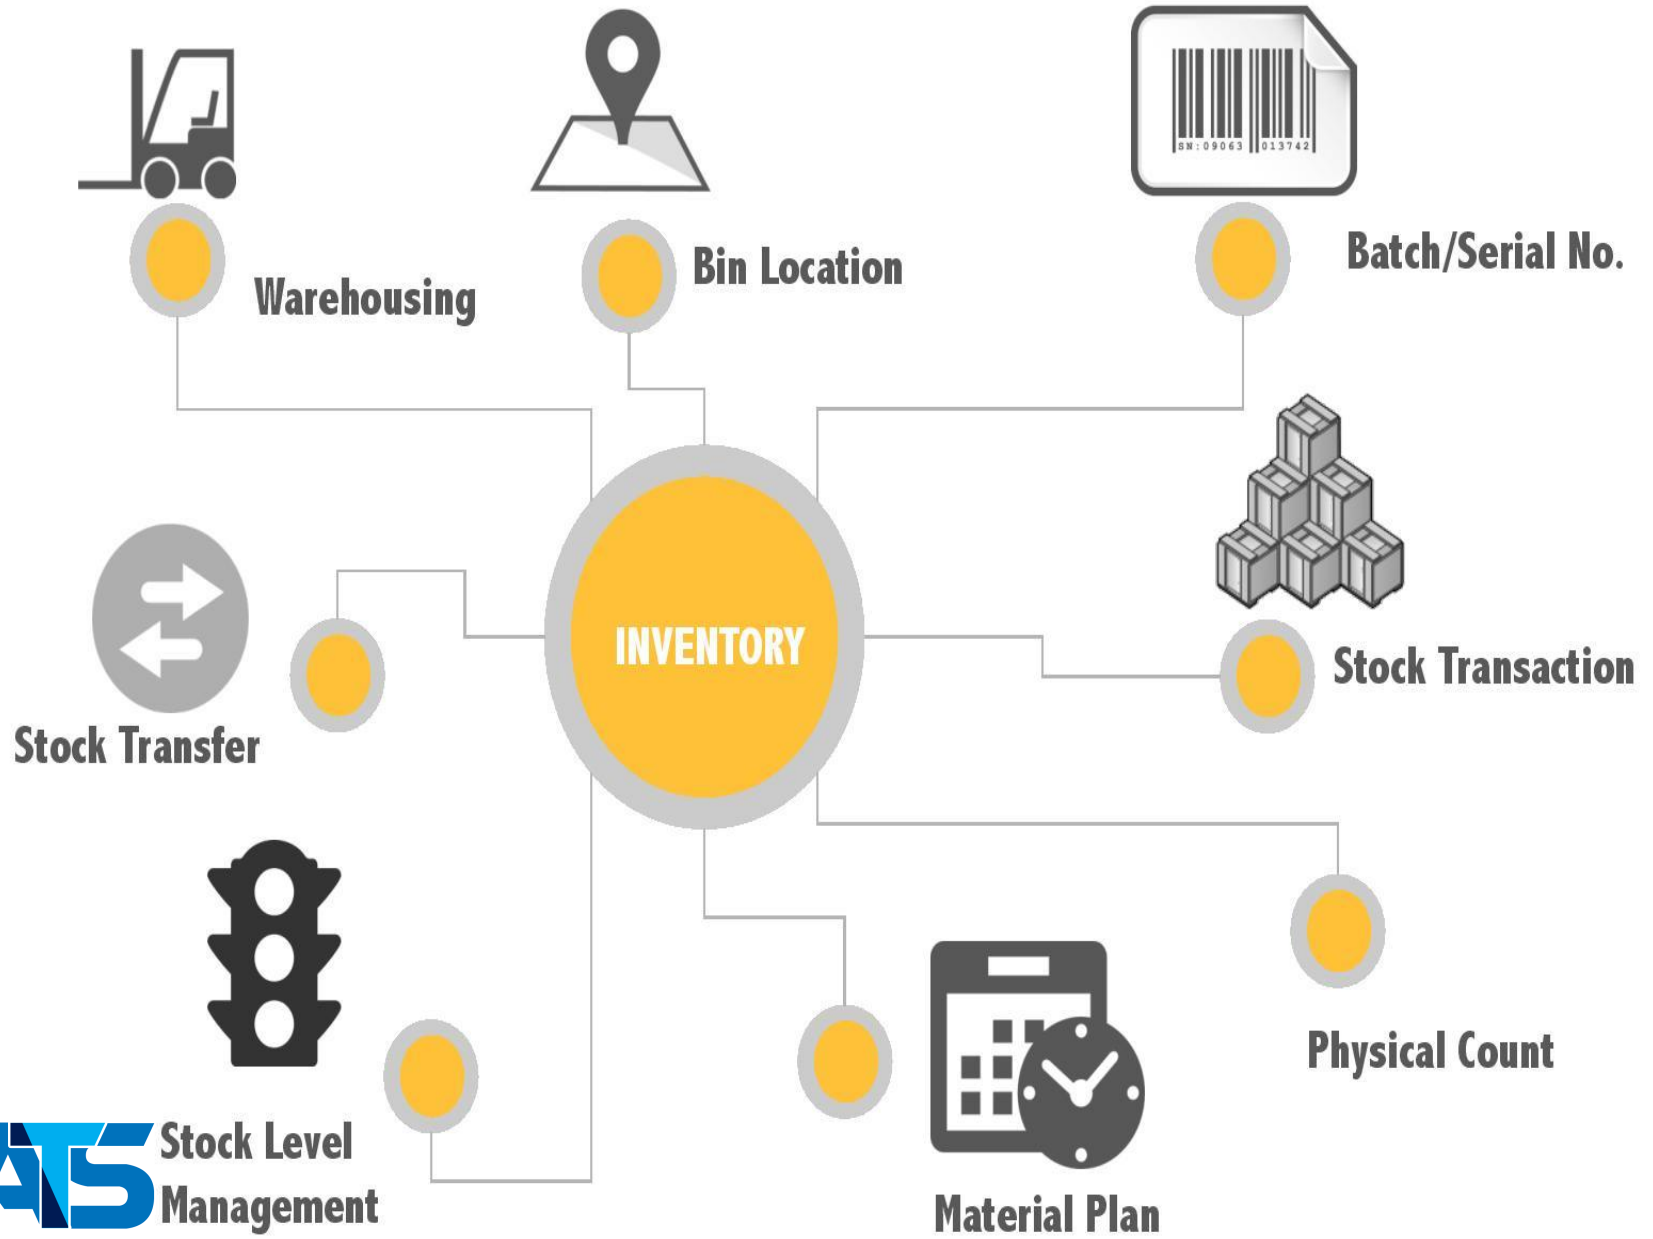 SN:09063 013742
Bin Location
Batch/Serial No.
Warehousing
INVENTORY
Stock Transaction
Stock Transfer
Physical Count
Stock Level
Management
Material Plan
ATS